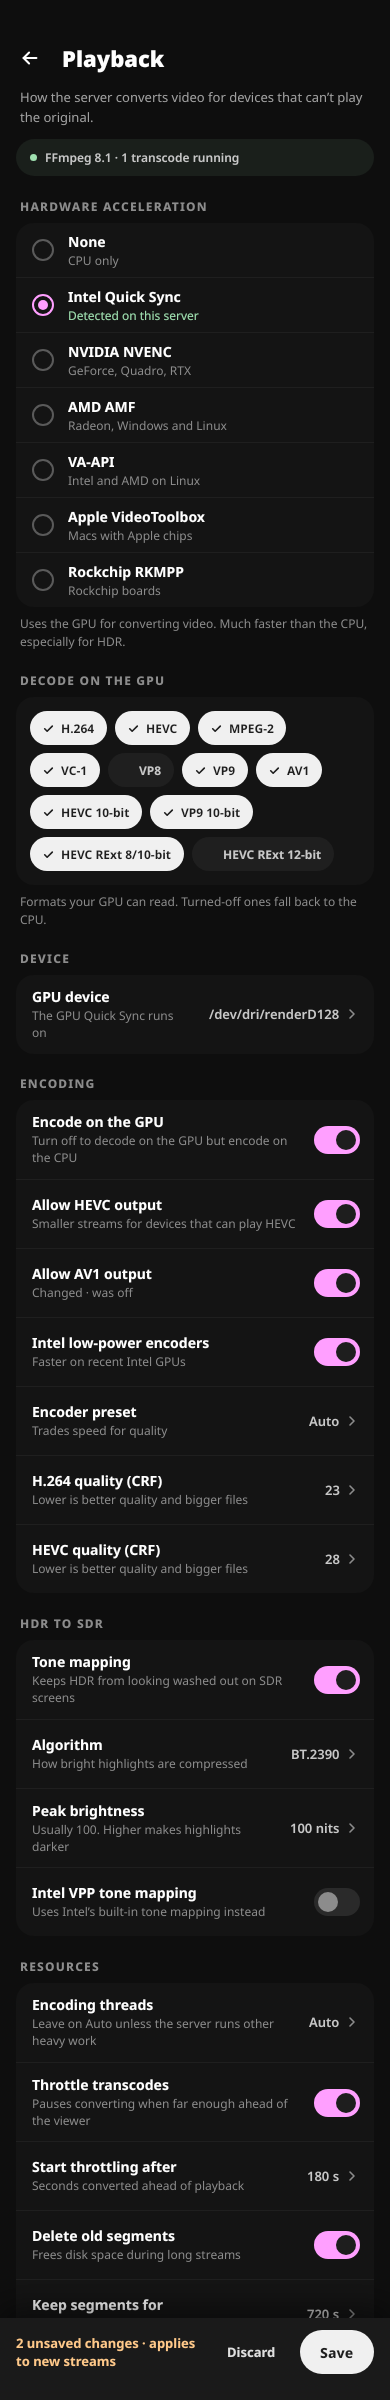 Playback
How the server converts video for devices that can't play
the original.
FFmpeg 8.1 · 1 transcode running
HARDWARE ACCELERATION
None
CPU only
Intel Quick Sync
Detected on this server
NVIDIA NVENC
GeForce, Quadro, RTX
AMD AMF
Radeon, Windows and Linux
VA-API
Intel and AMD on Linux
Apple VideoToolbox
Macs with Apple chips
Rockchip RKMPP
Rockchip boards
Uses the GPU for converting video. Much faster than the CPU,
especially for HDR.
DECODE ON THE GPU
H.264 HEVC MPEG-2
VC-1 VP8 VP9 AV1
HEVC 10-bit VP9 10-bit
HEVC RExt 8/10-bit HEVC RExt 12-bit
Formats your GPU can read. Turned-off ones fall back to the
CPU.
DEVICE
GPU device
The GPU Quick Sync runs
on
/dev/dri/renderD128
ENCODING
Encode on the GPU
Turn off to decode on the GPU but encode on
the CPU
Allow HEVC output
Smaller streams for devices that can play HEVC
Allow AV1 output
Changed · was off
Intel low-power encoders
Faster on recent Intel GPUs
Encoder preset
Trades speed for quality
Auto
H.264 quality (CRF)
Lower is better quality and bigger files
23
HEVC quality (CRF)
Lower is better quality and bigger files
28
HDR TO SDR
Tone mapping
Keeps HDR from looking washed out on SDR
screens
Algorithm
How bright highlights are compressed
BT.2390
Peak brightness
Usually 100. Higher makes highlights
darker
100 nits
Intel VPP tone mapping
Uses Intel's built-in tone mapping instead
RESOURCES
Encoding threads
Leave on Auto unless the server runs other
heavy work
Auto
Throttle transcodes
Pauses converting when far enough ahead of
the viewer
Start throttling after
Seconds converted ahead of playback
180 s
Delete old segments
Frees disk space during long streams
Keep segments for
720 s
2 unsaved changes · applies
to new streams
Discard
Save